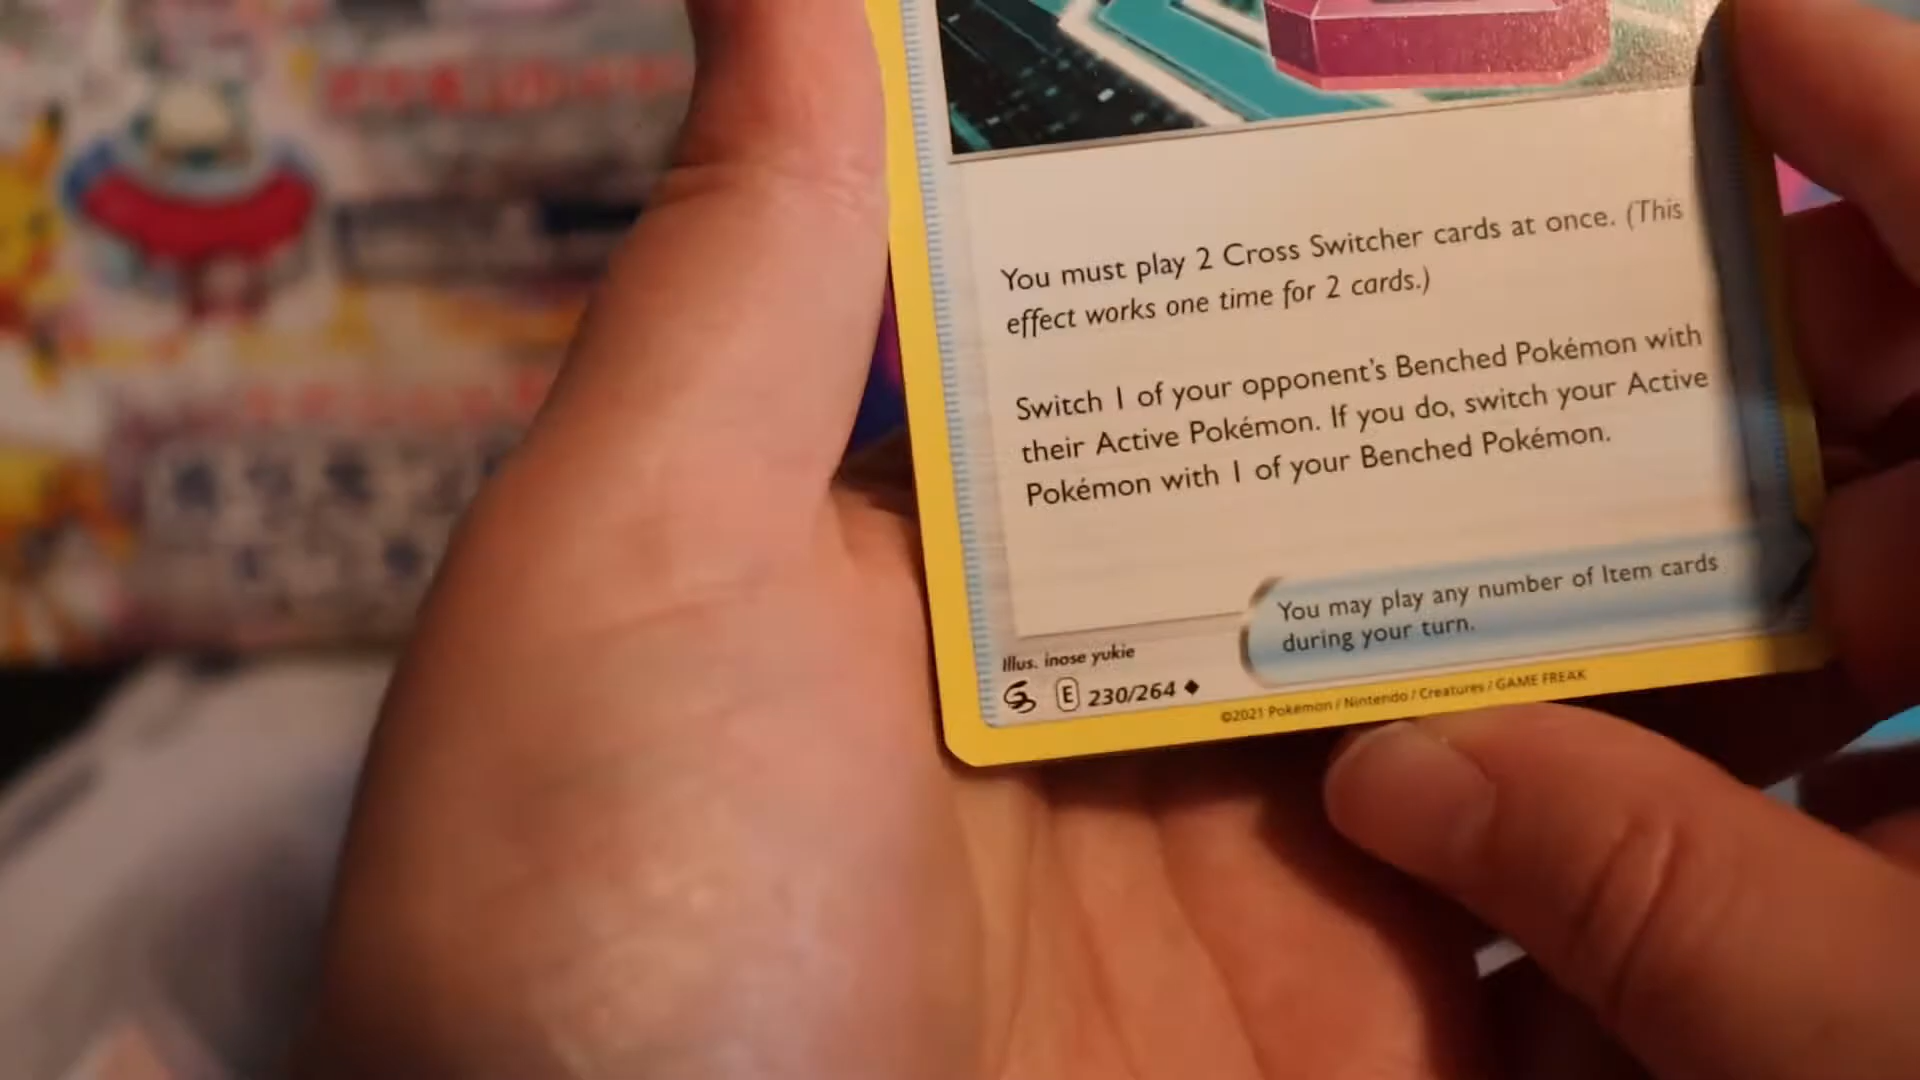 You must play 2 Cross Switcher cards at once. (This
effect works one time for 2 cards.)
Switch 1 of your opponent's Benched Pokémon with
their Active Pokémon. If you do, switch your Active
Pokémon with 1 of your Benched Pokémon.
You may play any number of Item cards
during your turn.
Illus. inose yukie
E 230/264
©2021 Pokémon / Nintendo / Creatures / GAME FREAK